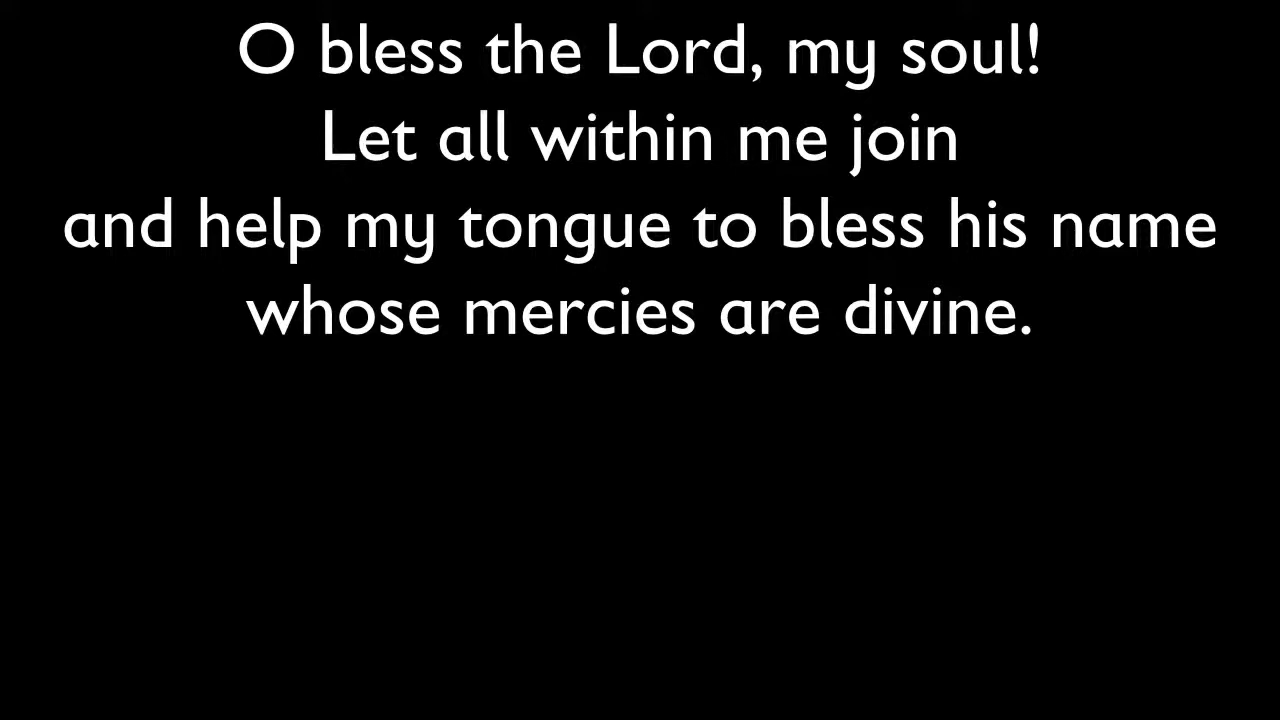 O bless the Lord, my soul!
Let all within me join
and help my tongue to bless his name
whose mercies are divine.